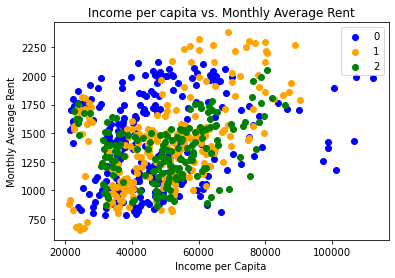 Income per capita vs. Monthly Average Rent
0
1
2
2250
2000
1750
1500
1250
1000
750
Monthly Average Rent
20000 40000 60000 80000 100000
Income per Capita